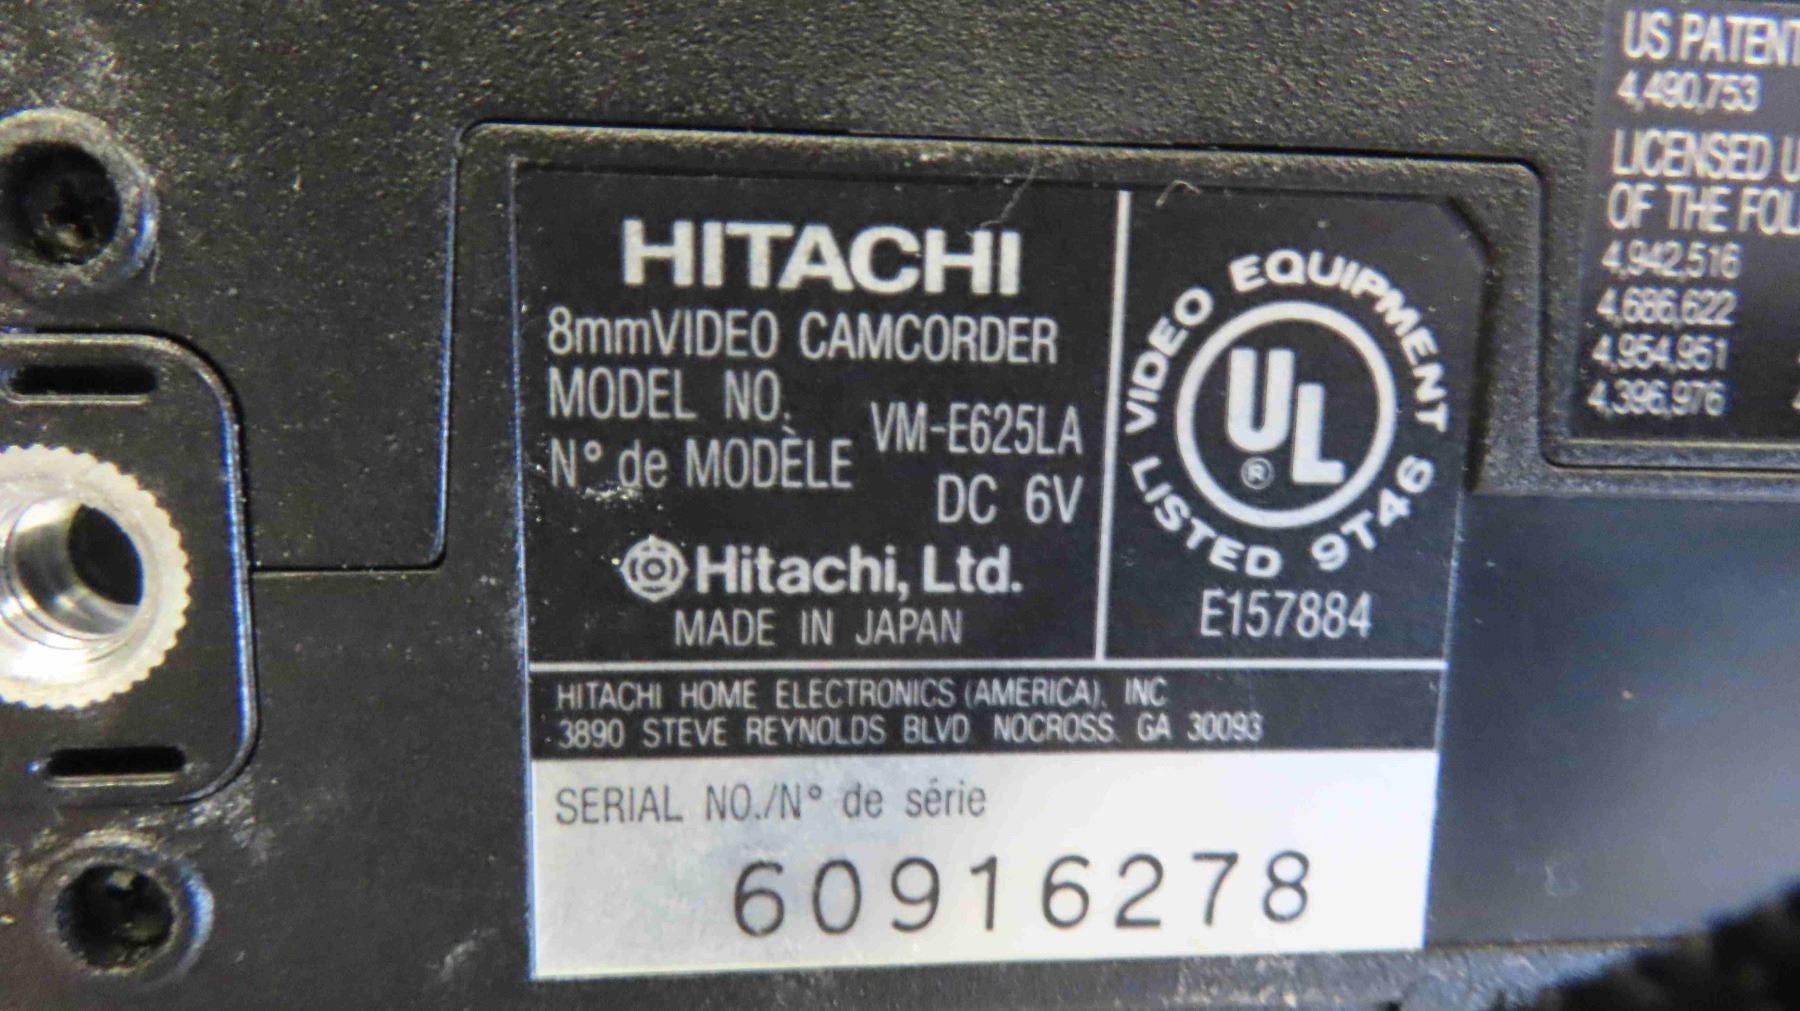 HITACHI
8mmVIDEO CAMCORDER
MODEL NO.
N° de MODÈLE
VM-E625LA
DC 6V
Hitachi, Ltd.
MADE IN JAPAN
VIDEO EQUIPMENT
UL
®
LISTED 9T46
E157884
HITACHI HOME ELECTRONICS (AMERICA), INC
3890 STEVE REYNOLDS BLVD NOCROSS GA 30093
SERIAL NO./N° de série
60916278
US PATENT
4,490,753
LICENSED U
OF THE FOL
4,942,516
4,686,622
4,954,951
4,396,976